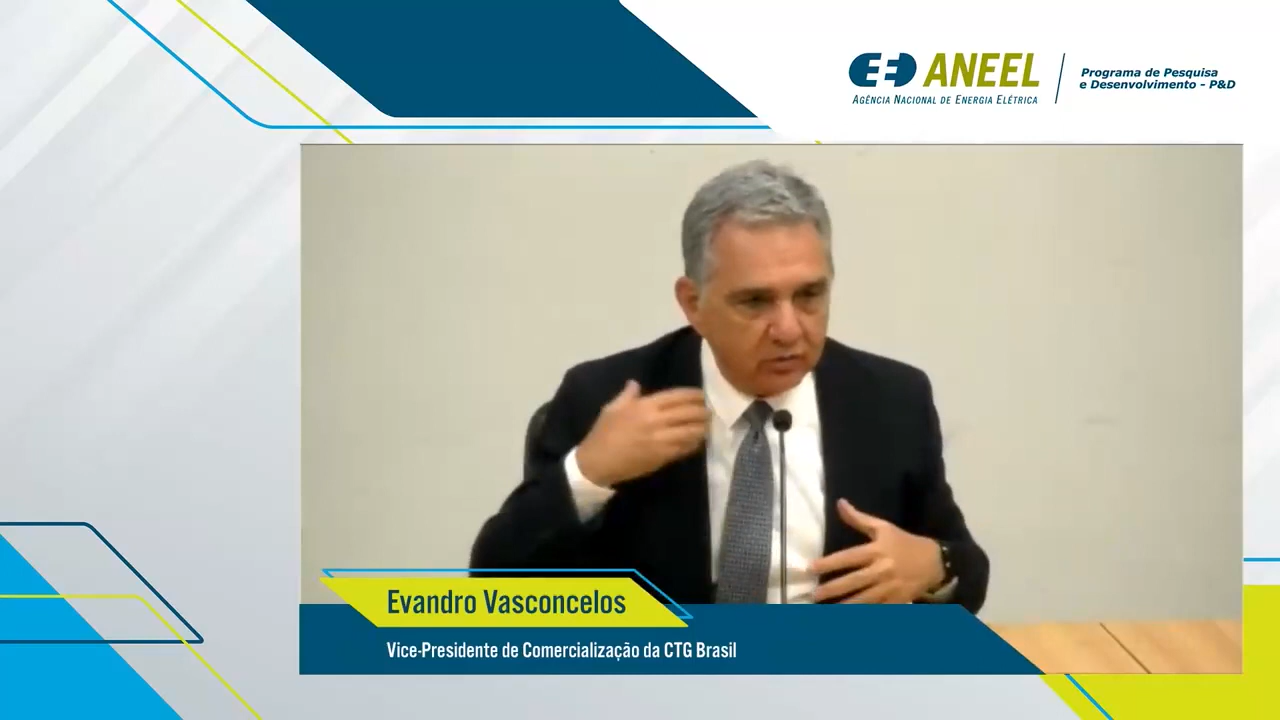 ANEEL
AGÊNCIA NACIONAL DE ENERGIA ELÉTRICA
Programa de Pesquisa
e Desenvolvimento - P&D
Evandro Vasconcelos
Vice-Presidente de Comercialização da CTG Brasil